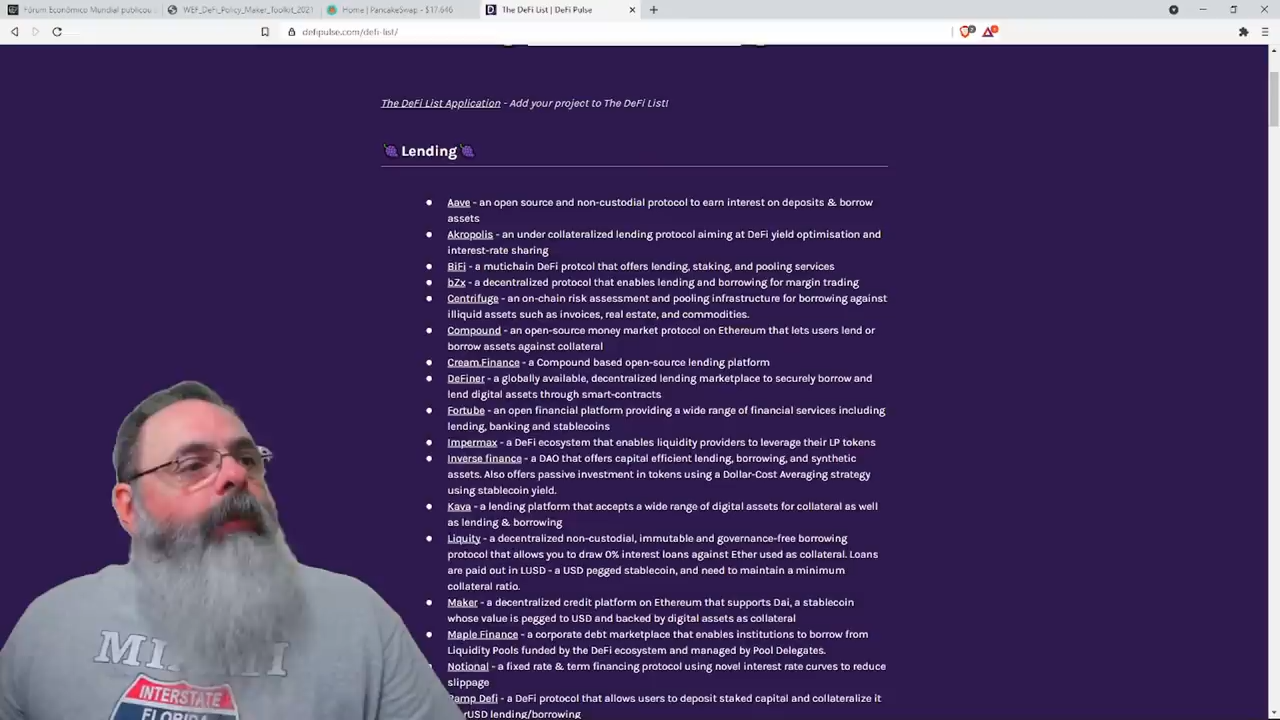 Fórum Econômico Mundial publicou
WEF_DeFi_Policy_Maker_Toolkit_2021
Home | PancakeSwap - $17.646
The DeFi List | DeFi Pulse
defipulse.com/defi-list/
The DeFi List Application - Add your project to The DeFi List!
Lending
Aave - an open source and non-custodial protocol to earn interest on deposits & borrow
assets
Akropolis - an under collateralized lending protocol aiming at DeFi yield optimisation and
interest-rate sharing
BiFi - a mutichain DeFi protcol that offers lending, staking, and pooling services
bZx - a decentralized protocol that enables lending and borrowing for margin trading
Centrifuge - an on-chain risk assessment and pooling infrastructure for borrowing against
illiquid assets such as invoices, real estate, and commodities.
Compound - an open-source money market protocol on Ethereum that lets users lend or
borrow assets against collateral
Cream.Finance - a Compound based open-source lending platform
DeFiner - a globally available, decentralized lending marketplace to securely borrow and
lend digital assets through smart-contracts
Fortube - an open financial platform providing a wide range of financial services including
lending, banking and stablecoins
Impermax - a DeFi ecosystem that enables liquidity providers to leverage their LP tokens
Inverse finance - a DAO that offers capital efficient lending, borrowing, and synthetic
assets. Also offers passive investment in tokens using a Dollar-Cost Averaging strategy
using stablecoin yield.
Kava - a lending platform that accepts a wide range of digital assets for collateral as well
as lending & borrowing
Liquity - a decentralized non-custodial, immutable and governance-free borrowing
protocol that allows you to draw 0% interest loans against Ether used as collateral. Loans
are paid out in LUSD - a USD pegged stablecoin, and need to maintain a minimum
collateral ratio.
Maker - a decentralized credit platform on Ethereum that supports Dai, a stablecoin
whose value is pegged to USD and backed by digital assets as collateral
Maple Finance - a corporate debt marketplace that enables institutions to borrow from
Liquidity Pools funded by the DeFi ecosystem and managed by Pool Delegates.
Notional - a fixed rate & term financing protocol using novel interest rate curves to reduce
slippage
Ramp Defi - a DeFi protocol that allows users to deposit staked capital and collateralize it
rUSD lending/borrowing
INTERSTATE
FLORIDA